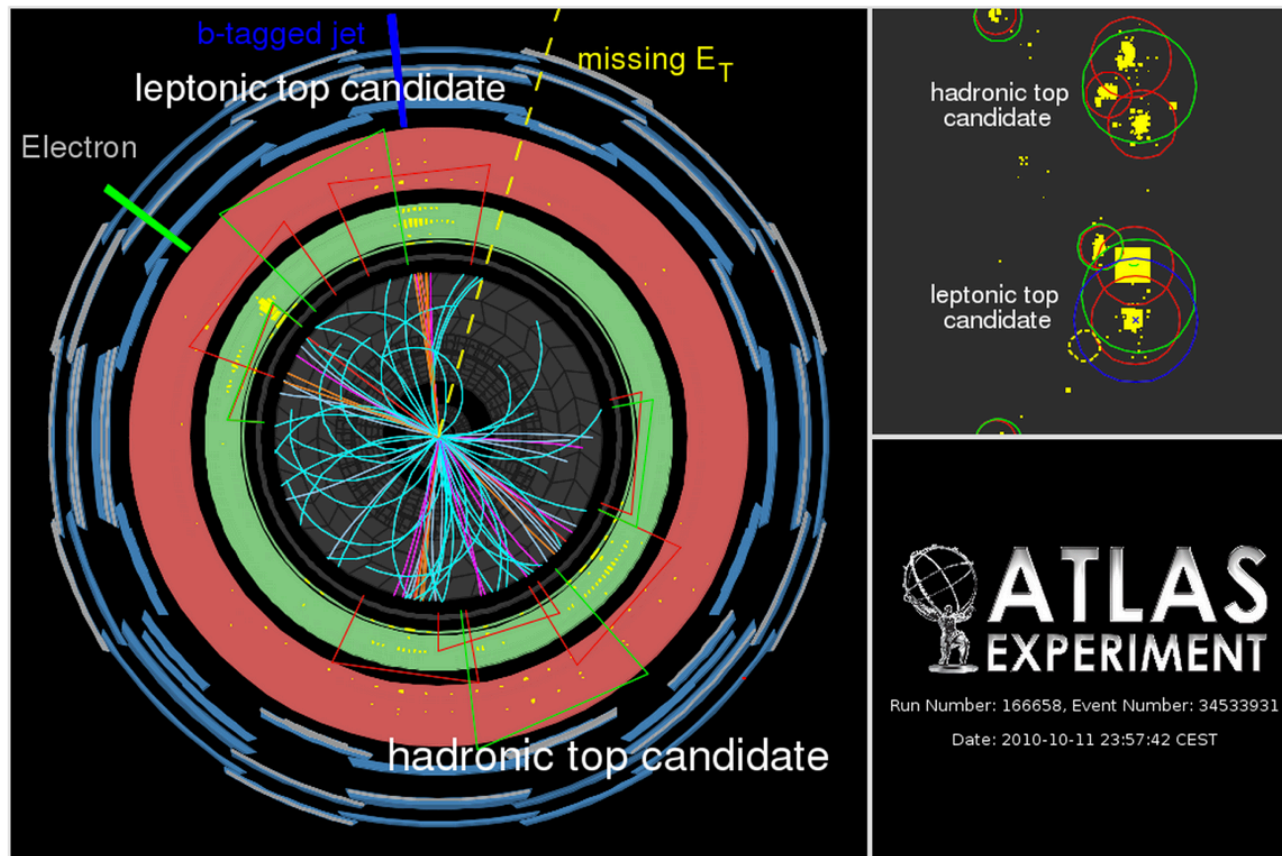 b-tagged jet
leptonic top candidate
missing E_T
Electron
hadronic top candidate
hadronic top
candidate
leptonic top
candidate
ATLAS
EXPERIMENT
Run Number: 166658, Event Number: 34533931
Date: 2010-10-11 23:57:42 CEST